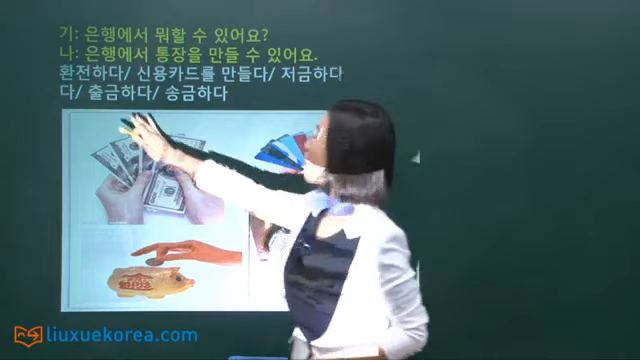 기: 은행에서 뭐할 수 있어요?
나: 은행에서 통장을 만들 수 있어요.
환전하다/ 신용카드를 만들다/ 저금하다
다/ 출금하다/ 송금하다
liuxuekorea.com